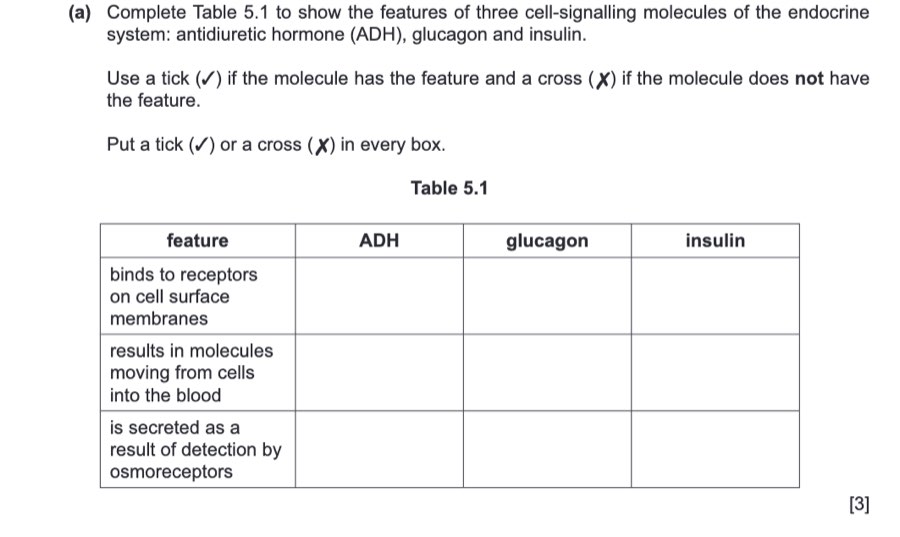 (a) Complete Table 5.1 to show the features of three cell-signalling molecules of the endocrine
system: antidiuretic hormone (ADH), glucagon and insulin.
Use a tick (✓) if the molecule has the feature and a cross (✗) if the molecule does not have
the feature.
Put a tick (✓) or a cross (✗) in every box.
Table 5.1
feature ADH glucagon insulin
binds to receptors
on cell surface
membranes
results in molecules
moving from cells
into the blood
is secreted as a
result of detection by
osmoreceptors
[3]